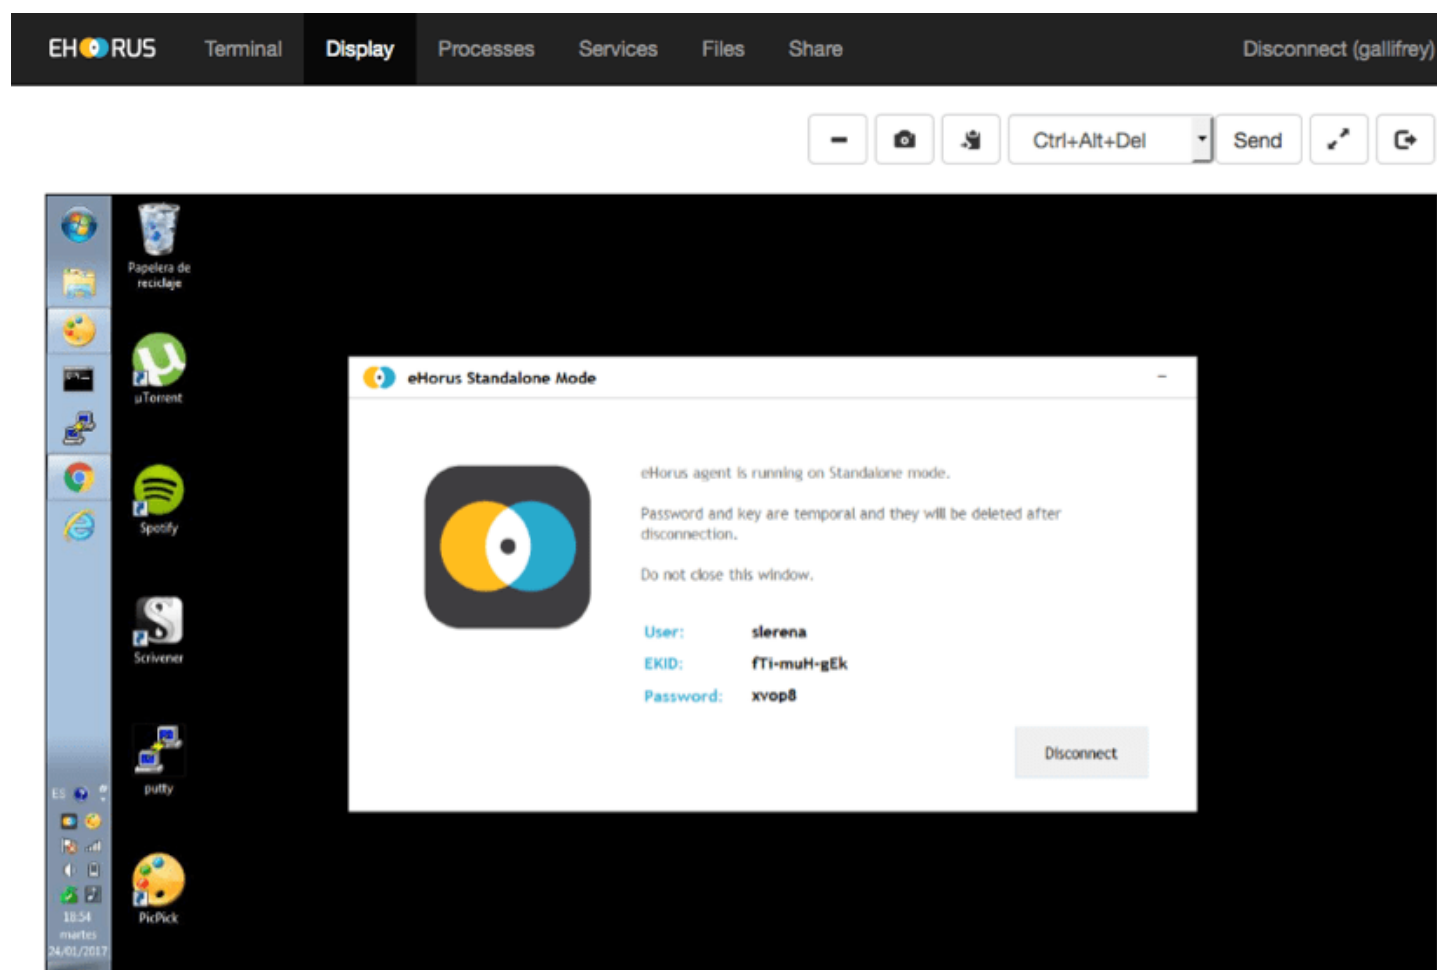 EHORUS Terminal Display Processes Services Files Share Disconnect (gallifrey)
Ctrl+Alt+Del Send
Papelera de
reciclaje
µTorrent
Spotify
Scrivener
putty
PicPick
eHorus Standalone Mode
eHorus agent is running on Standalone mode.
Password and key are temporal and they will be deleted after
disconnection.
Do not close this window.
User: slerena
EKID: fTi-muH-gEk
Password: xvop8
Disconnect
ES
18:54
martes
24/01/2017